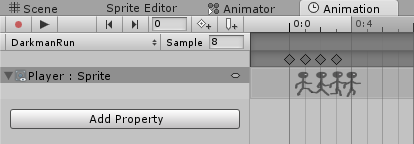 Scene Sprite Editor Animator Animation
0 0:0 0:4
DarkmanRun Sample 8
Player : Sprite
Add Property